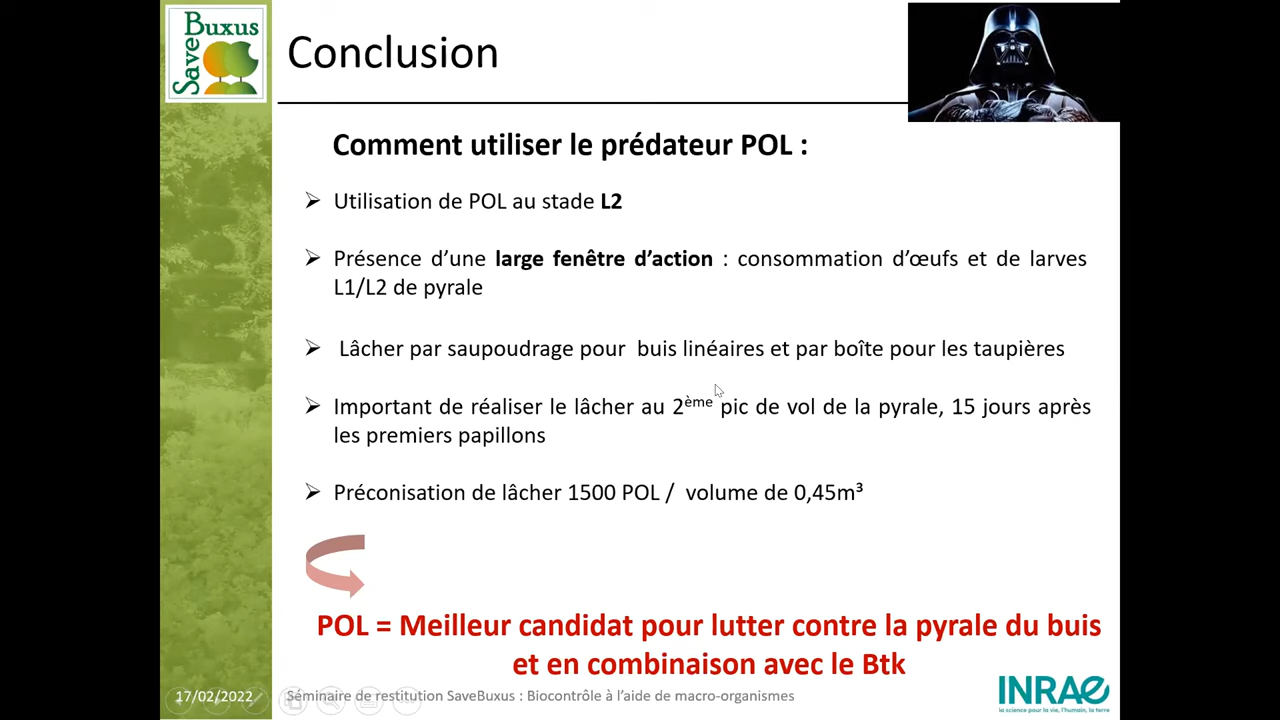 Save Buxus
Conclusion
Comment utiliser le prédateur POL :
➢ Utilisation de POL au stade L2
➢ Présence d’une large fenêtre d’action : consommation d’œufs et de larves
L1/L2 de pyrale
➢ Lâcher par saupoudrage pour buis linéaires et par boîte pour les taupières
➢ Important de réaliser le lâcher au 2ème pic de vol de la pyrale, 15 jours après
les premiers papillons
➢ Préconisation de lâcher 1500 POL / volume de 0,45m³
POL = Meilleur candidat pour lutter contre la pyrale du buis
et en combinaison avec le Btk
17/02/2022
Séminaire de restitution SaveBuxus : Biocontrôle à l’aide de macro-organismes
INRAE
la science pour la vie, l’humain, la terre